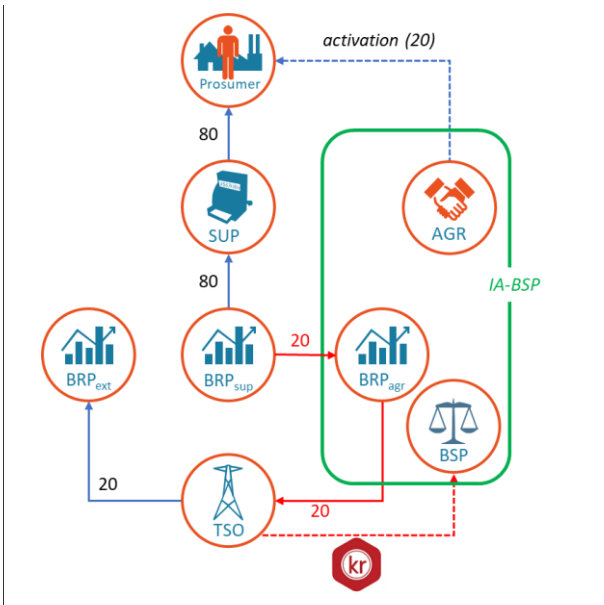 activation (20)
Prosumer
80
SUP
AGR
IA-BSP
80
20
BRPext
BRPsup
BRPagr
BSP
20
20
TSO
kr